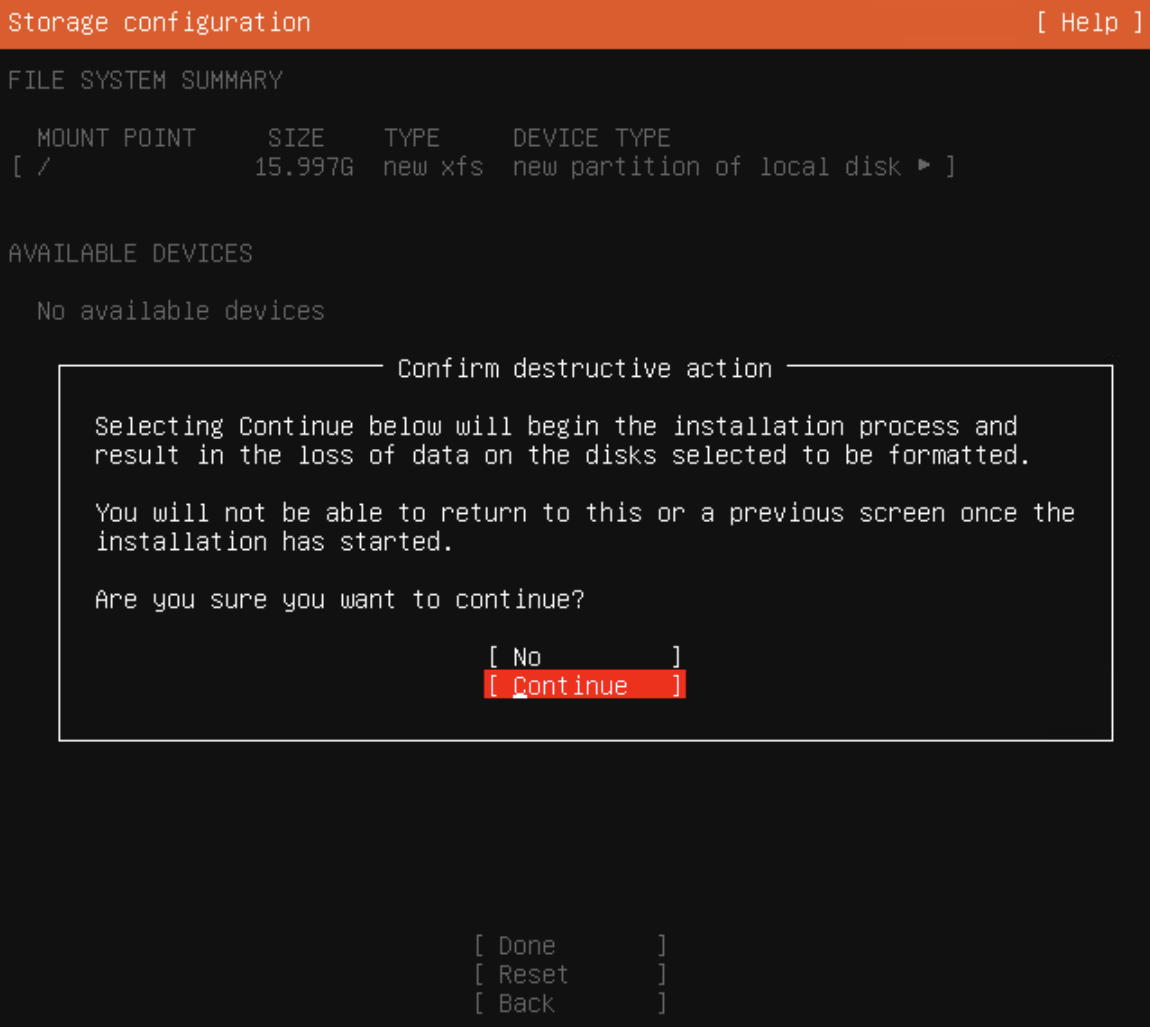 Storage configuration [ Help ]
FILE SYSTEM SUMMARY
MOUNT POINT SIZE TYPE DEVICE TYPE
[ / 15.997G new xfs new partition of local disk ▸ ]
AVAILABLE DEVICES
No available devices
Confirm destructive action
Selecting Continue below will begin the installation process and
result in the loss of data on the disks selected to be formatted.
You will not be able to return to this or a previous screen once the
installation has started.
Are you sure you want to continue?
[ No ]
[ Continue ]
[ Done ]
[ Reset ]
[ Back ]